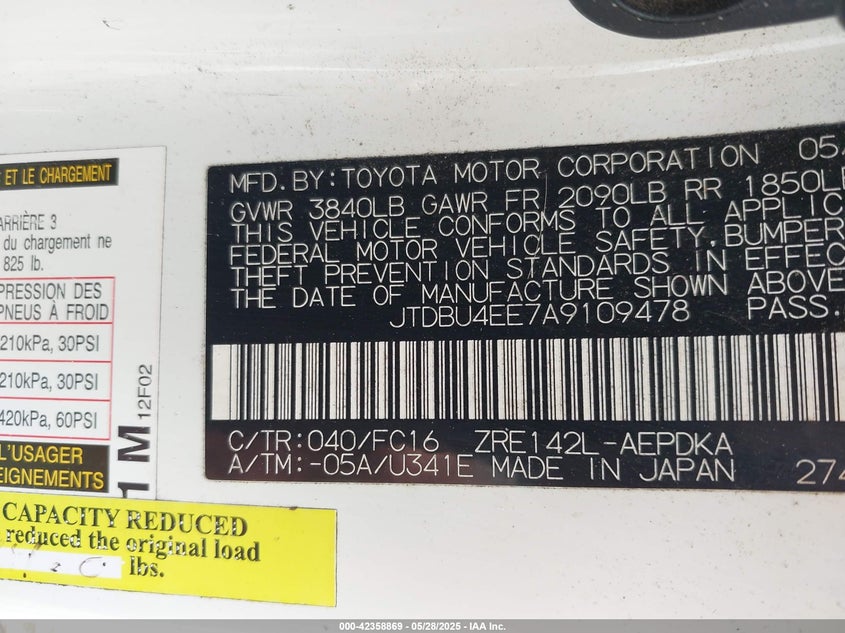 ET LE CHARGEMENT
ARRIÈRE 3
du chargement ne
825 lb.
PRESSION DES
PNEUS À FROID
210kPa, 30PSI
210kPa, 30PSI
420kPa, 60PSI
L'USAGER
1M 12F02
CAPACITY REDUCED
reduced the original load
lbs.
MFD. BY: TOYOTA MOTOR CORPORATION 05
GVWR 3840LB GAWR FR 2090LB RR 1850LB
THIS VEHICLE CONFORMS TO ALL APPLIC
FEDERAL MOTOR VEHICLE SAFETY, BUMPER
THEFT PREVENTION STANDARDS IN EFFEC
THE DATE OF MANUFACTURE SHOWN ABOVE
JTDBU4EE7A9109478 PASS.
C/TR: 040/FC16 ZRE142L-AEPDKA
A/TM: -05A/U341E MADE IN JAPAN 274
000-42358869 | 05/28/2025 - IAA Inc.